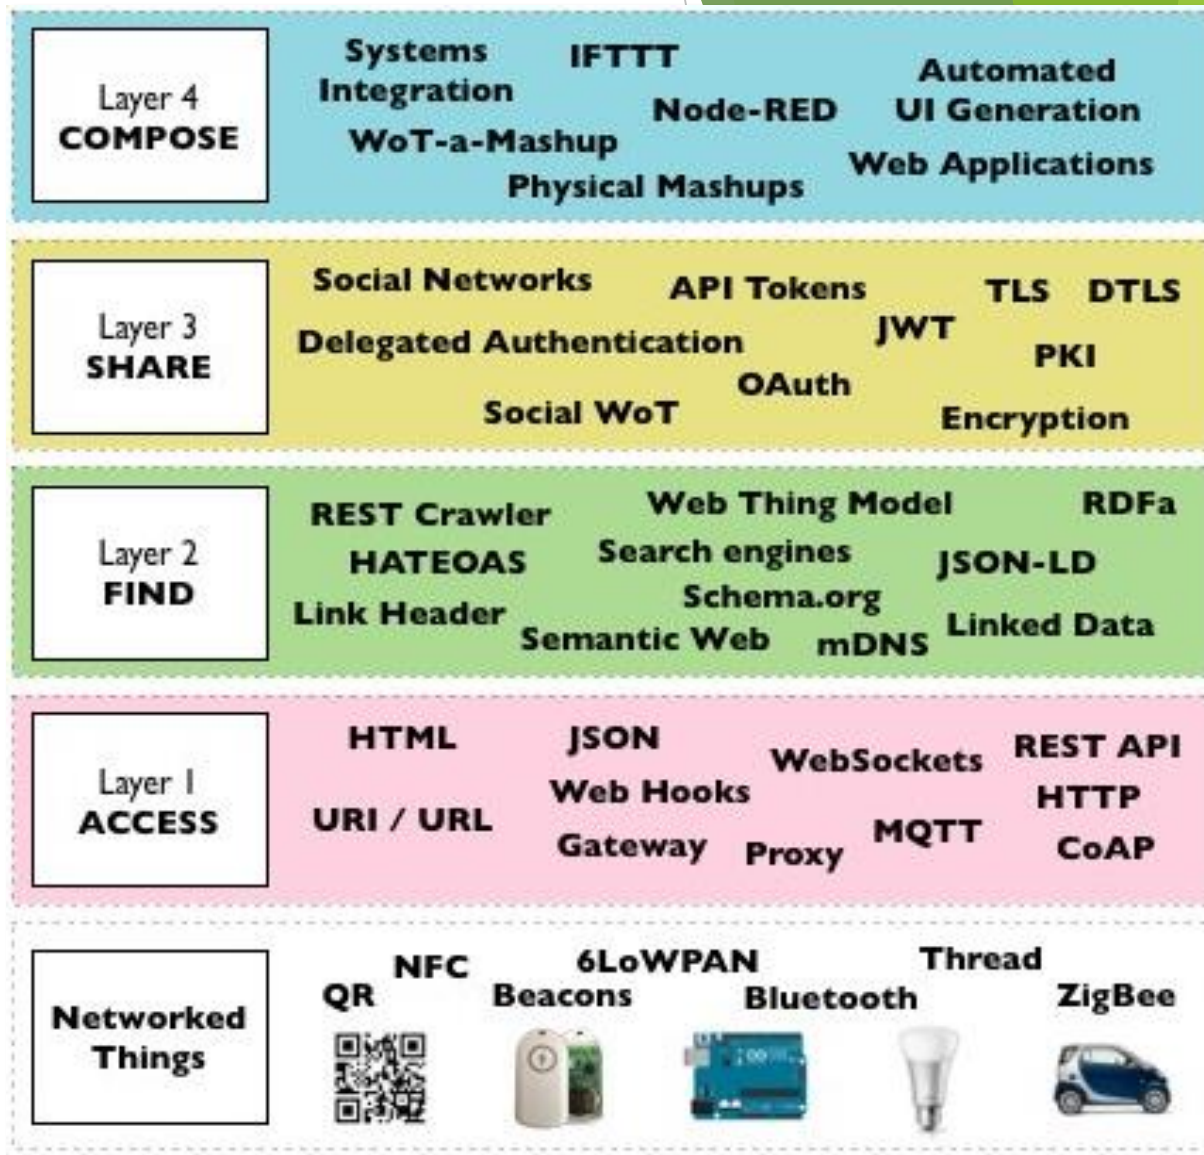 Layer 4
COMPOSE
Systems
Integration
IFTTT
Automated
UI Generation
Node-RED
WoT-a-Mashup
Web Applications
Physical Mashups
Layer 3
SHARE
Social Networks
API Tokens
TLS
DTLS
JWT
Delegated Authentication
PKI
OAuth
Social WoT
Encryption
Layer 2
FIND
REST Crawler
Web Thing Model
RDFa
HATEOAS
Search engines
JSON-LD
Schema.org
Link Header
Semantic Web
mDNS
Linked Data
Layer 1
ACCESS
HTML
JSON
WebSockets
REST API
Web Hooks
HTTP
URI / URL
Gateway
Proxy
MQTT
CoAP
Networked
Things
QR
NFC
6LoWPAN
Thread
Beacons
Bluetooth
ZigBee